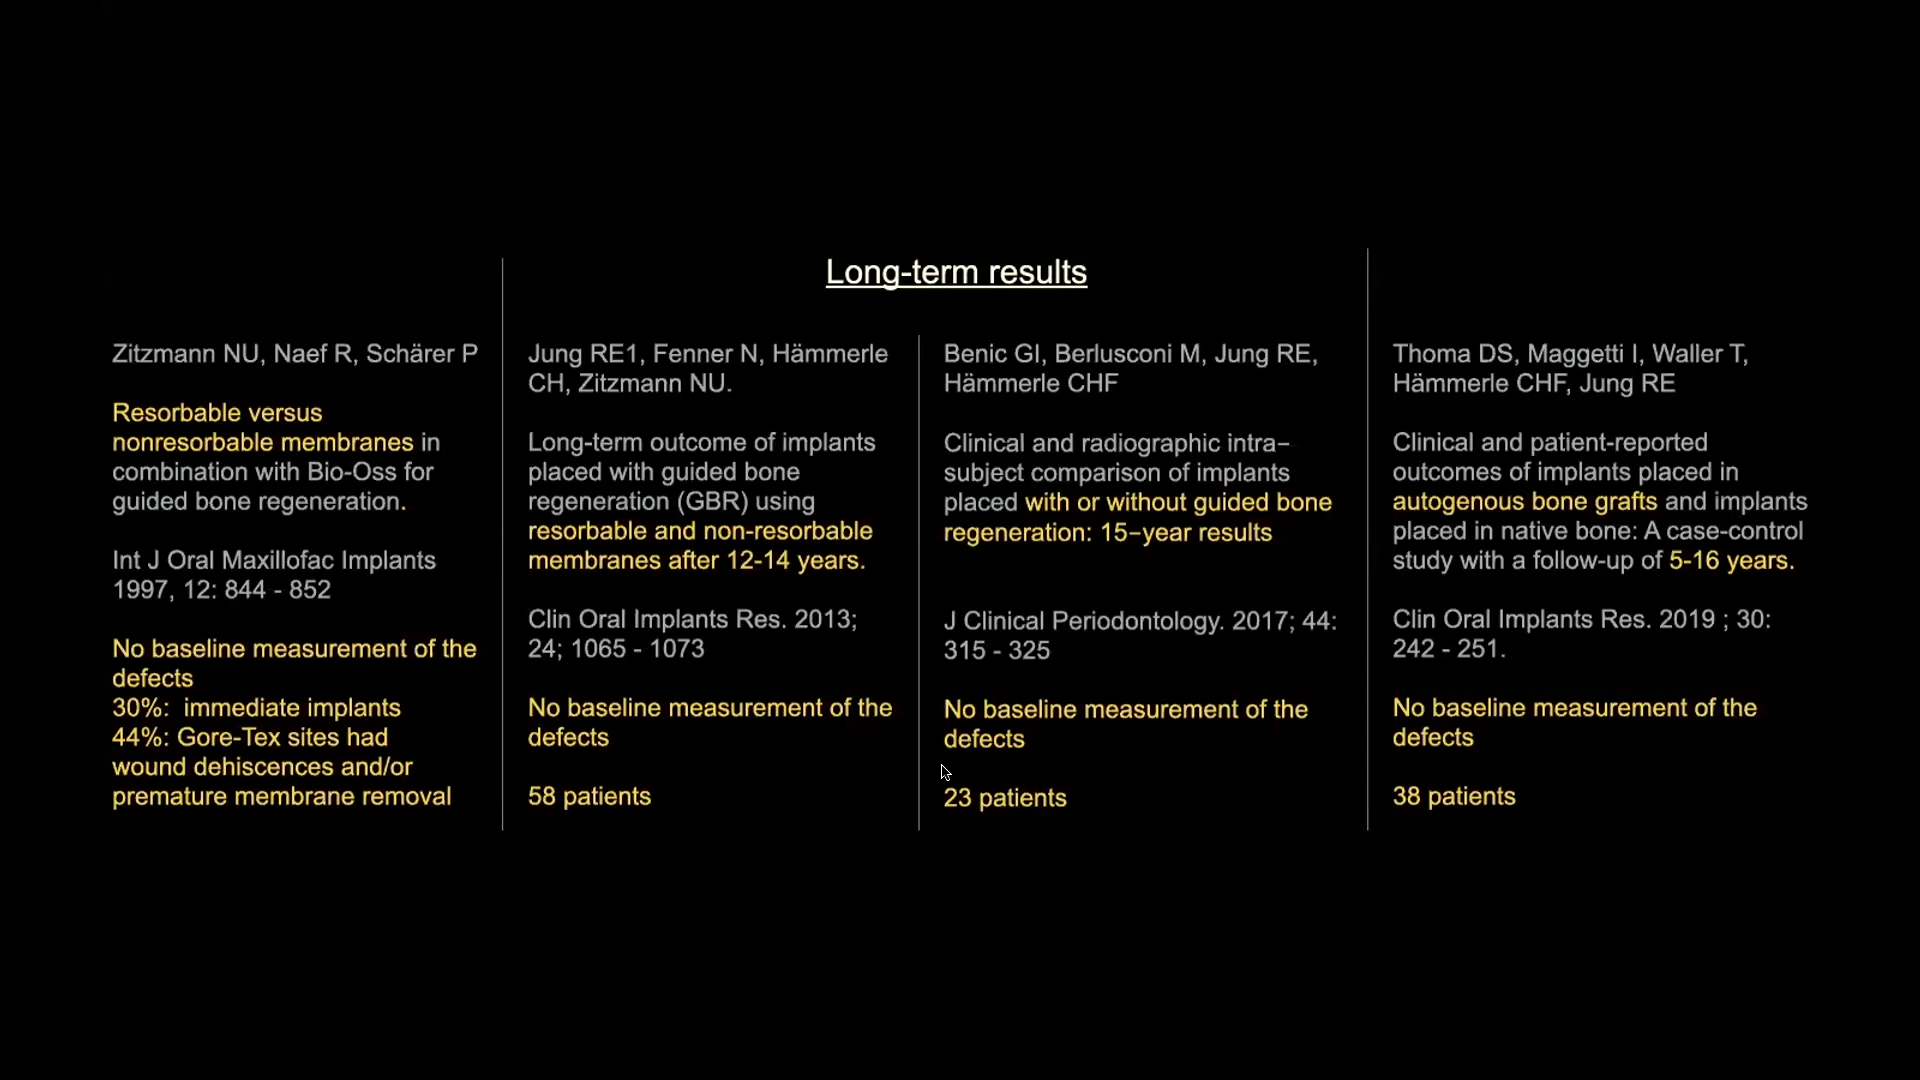 Long-term results
Zitzmann NU, Naef R, Schärer P
Resorbable versus
nonresorbable membranes in
combination with Bio-Oss for
guided bone regeneration.
Int J Oral Maxillofac Implants
1997, 12: 844 - 852
No baseline measurement of the
defects
30%:  immediate implants
44%: Gore-Tex sites had
wound dehiscences and/or
premature membrane removal
Jung RE1, Fenner N, Hämmerle
CH, Zitzmann NU.
Long-term outcome of implants
placed with guided bone
regeneration (GBR) using
resorbable and non-resorbable
membranes after 12-14 years.
Clin Oral Implants Res. 2013;
24; 1065 - 1073
No baseline measurement of the
defects
58 patients
Benic GI, Berlusconi M, Jung RE,
Hämmerle CHF
Clinical and radiographic intra–
subject comparison of implants
placed with or without guided bone
regeneration: 15–year results
J Clinical Periodontology. 2017; 44:
315 - 325
No baseline measurement of the
defects
23 patients
Thoma DS, Maggetti I, Waller T,
Hämmerle CHF, Jung RE
Clinical and patient-reported
outcomes of implants placed in
autogenous bone grafts and implants
placed in native bone: A case-control
study with a follow-up of 5-16 years.
Clin Oral Implants Res. 2019 ; 30:
242 - 251.
No baseline measurement of the
defects
38 patients